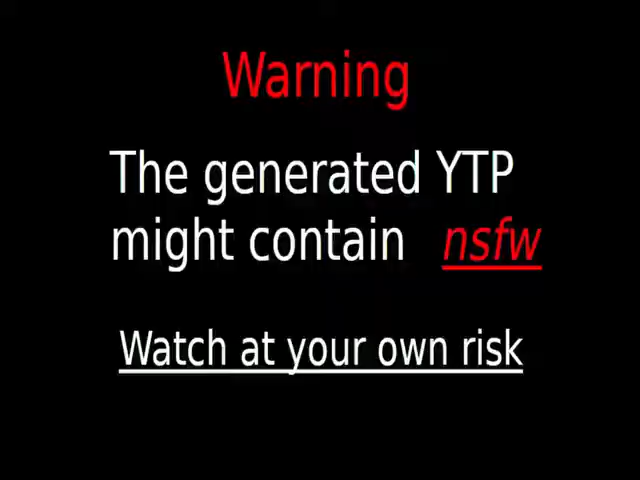 Warning
The generated YTP
might contain nsfw
Watch at your own risk